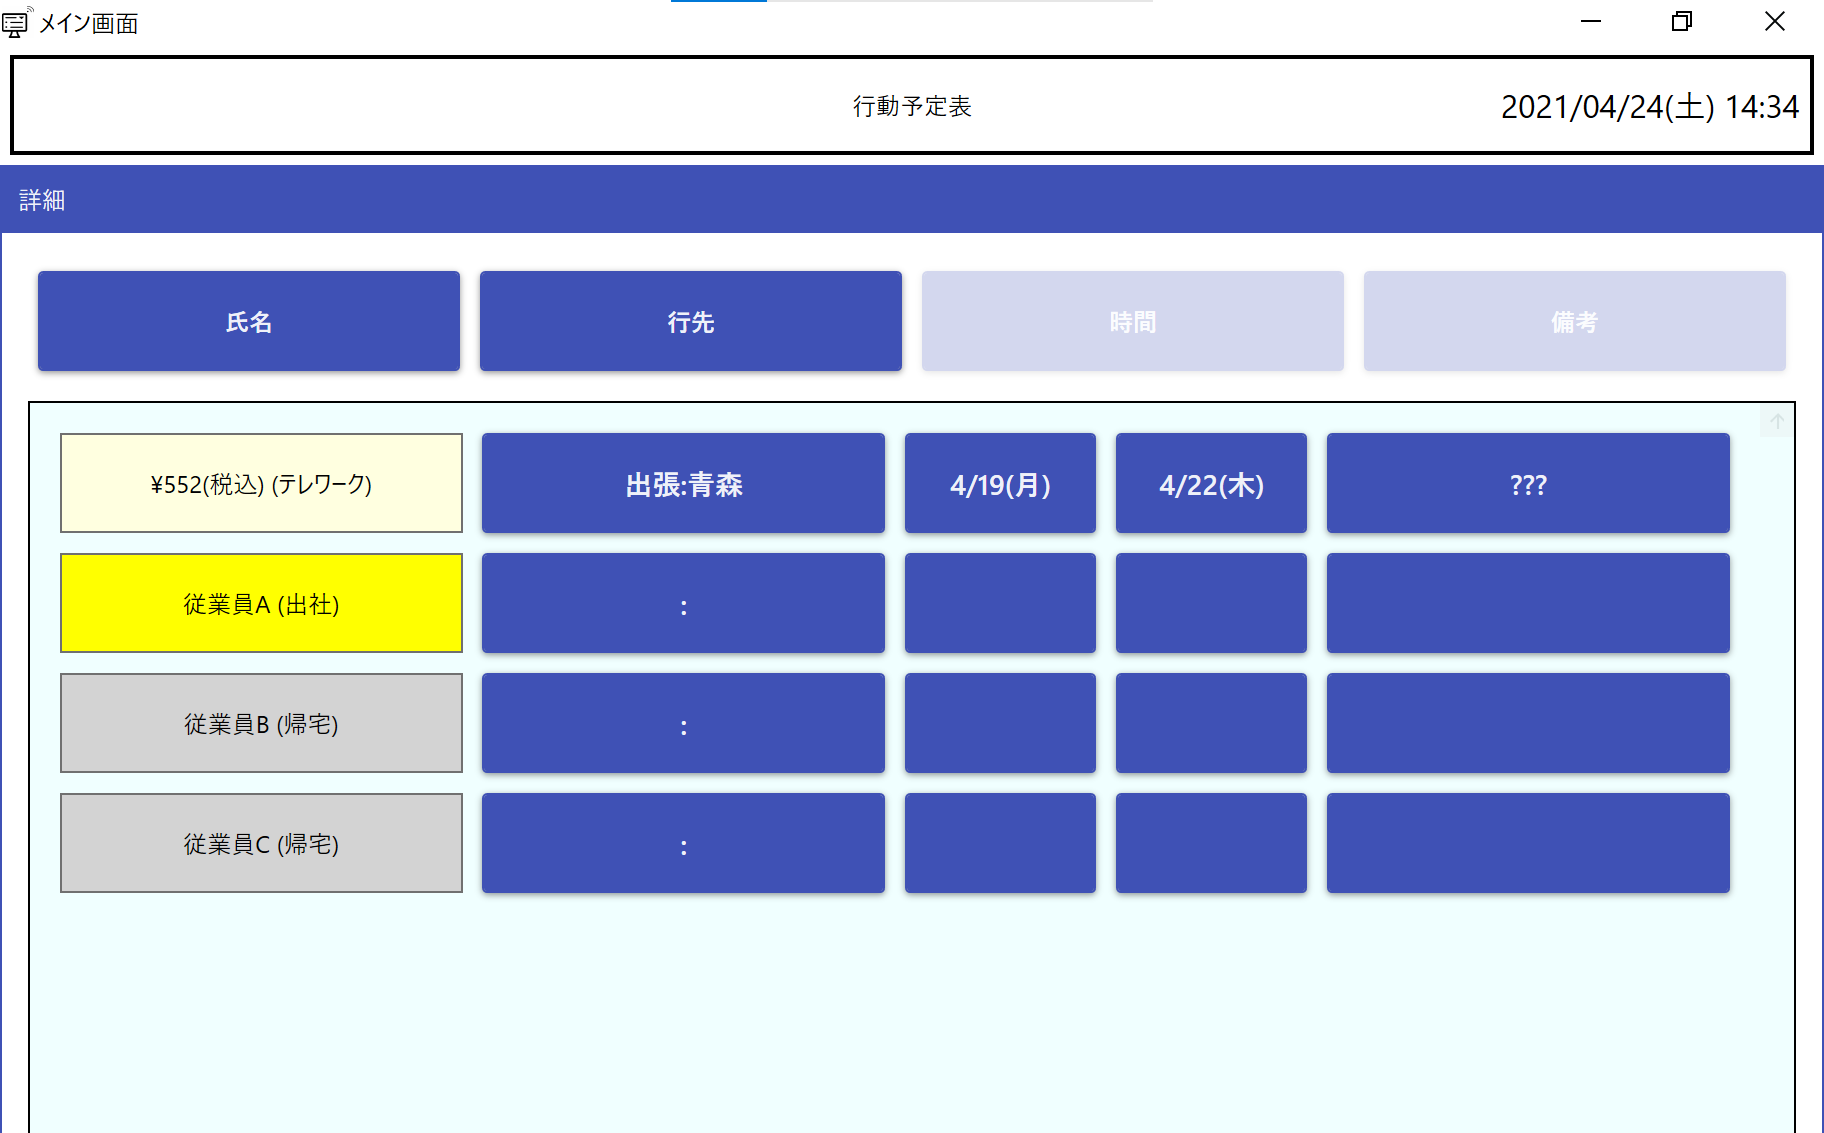 メイン画面
行動予定表
2021/04/24(土) 14:34
詳細
氏名 行先 時間 備考
¥552(税込) (テレワーク) 出張:青森 4/19(月) 4/22(木) ???
従業員A (出社) :
従業員B (帰宅) :
従業員C (帰宅) :